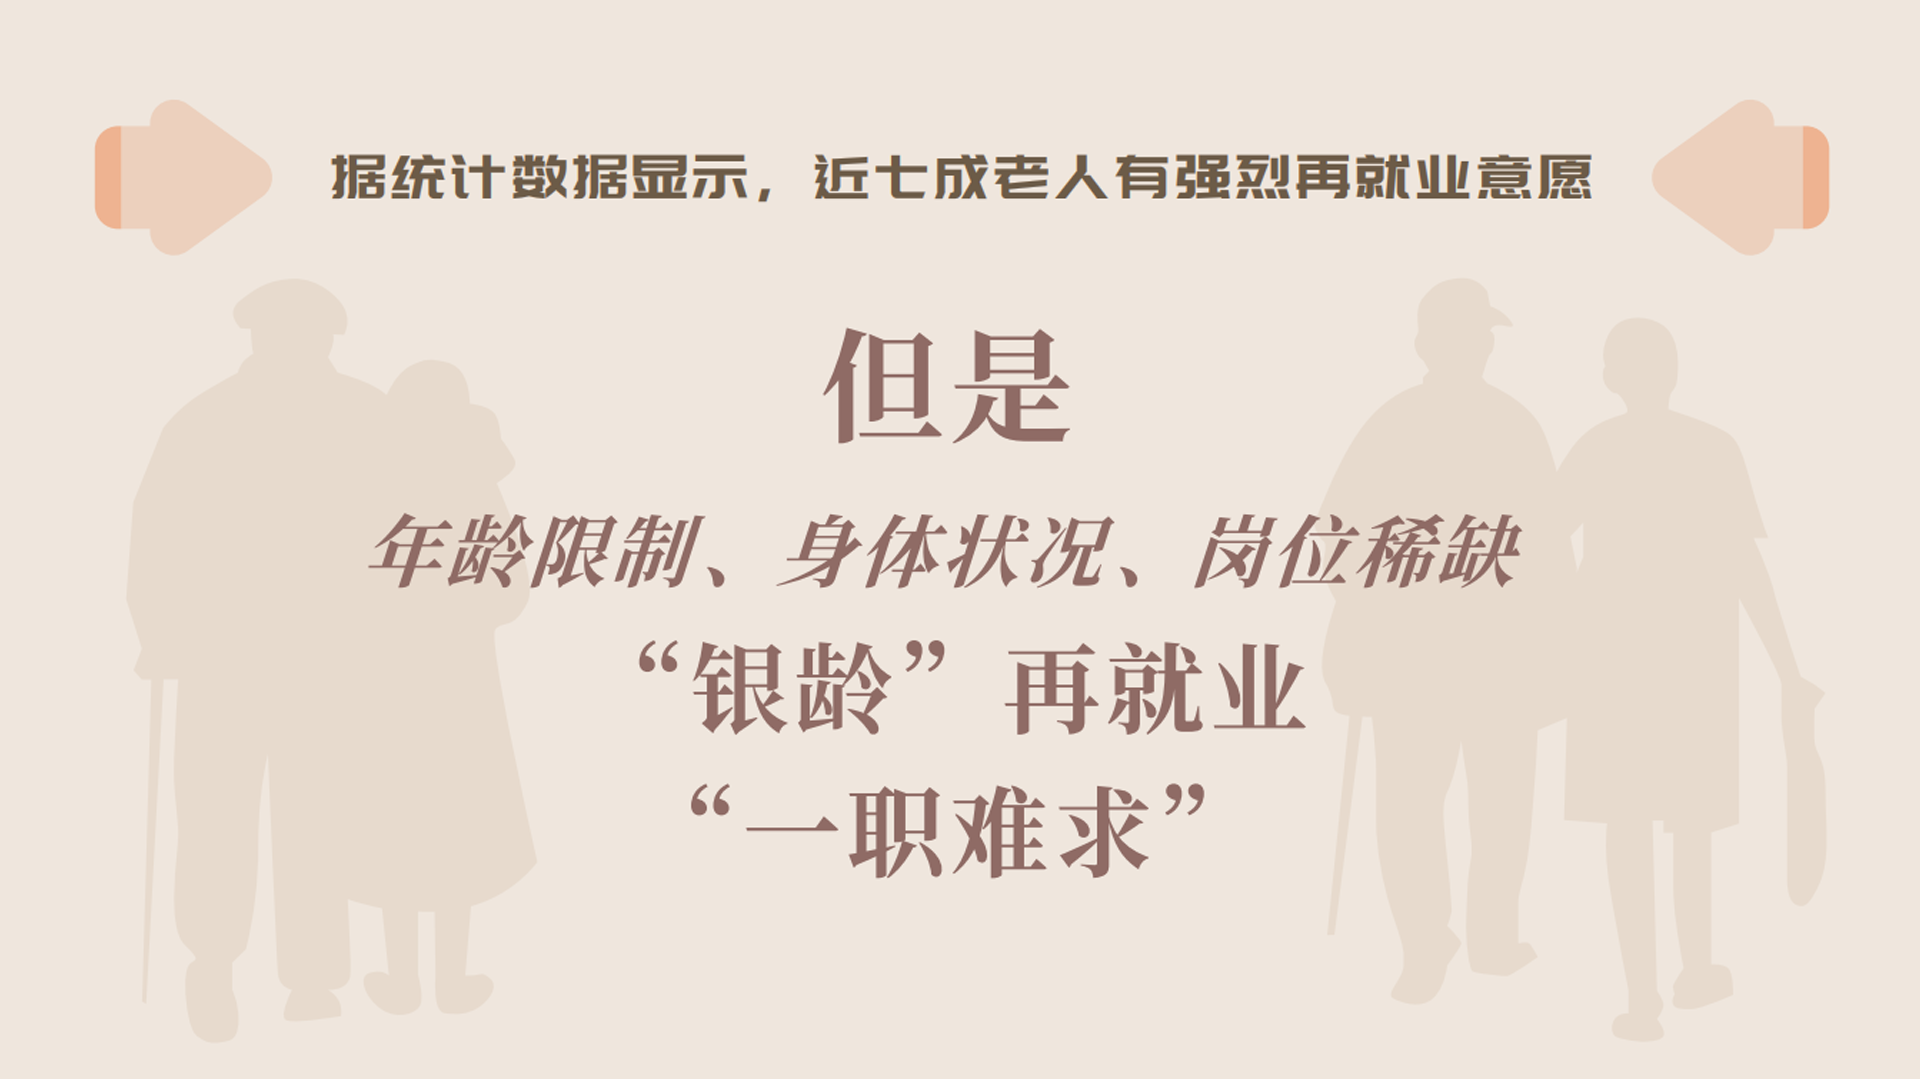 据统计数据显示，近七成老人有强烈再就业意愿
但是
年龄限制、身体状况、岗位稀缺
“银龄”再就业
“一职难求”